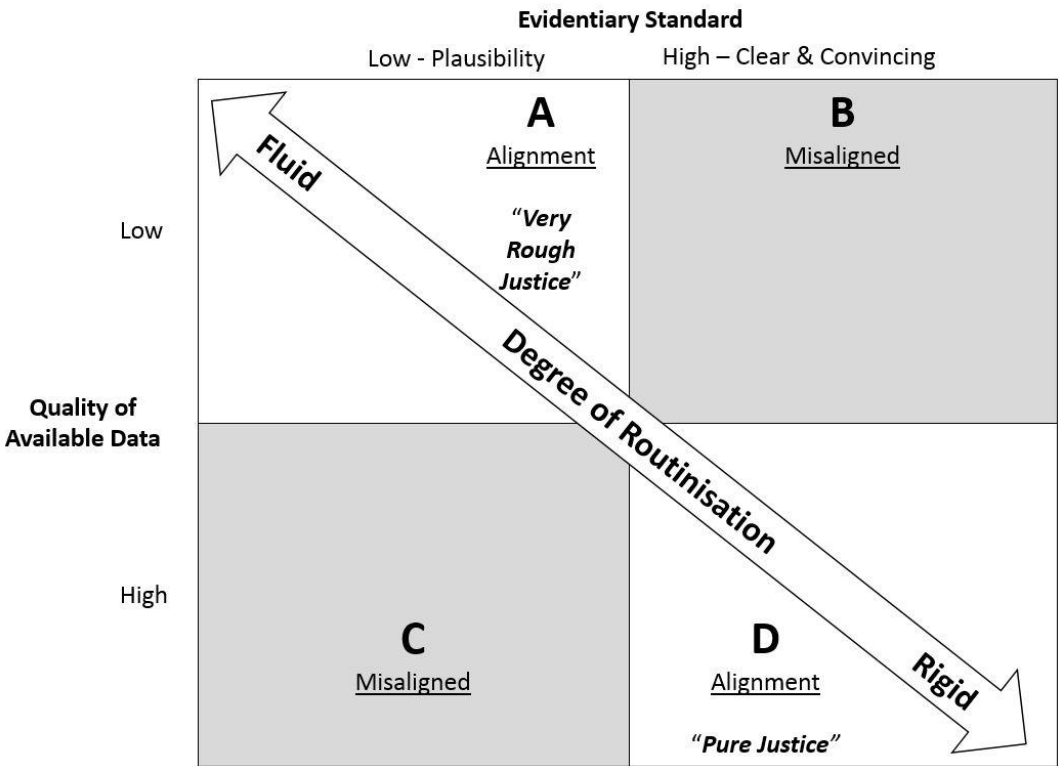 Evidentiary Standard
Low - Plausibility
High – Clear & Convincing
A
Alignment
“Very
Rough
Justice”
B
Misaligned
Fluid
Low
Degree of Routinisation
Quality of
Available Data
High
C
Misaligned
D
Alignment
“Pure Justice”
Rigid